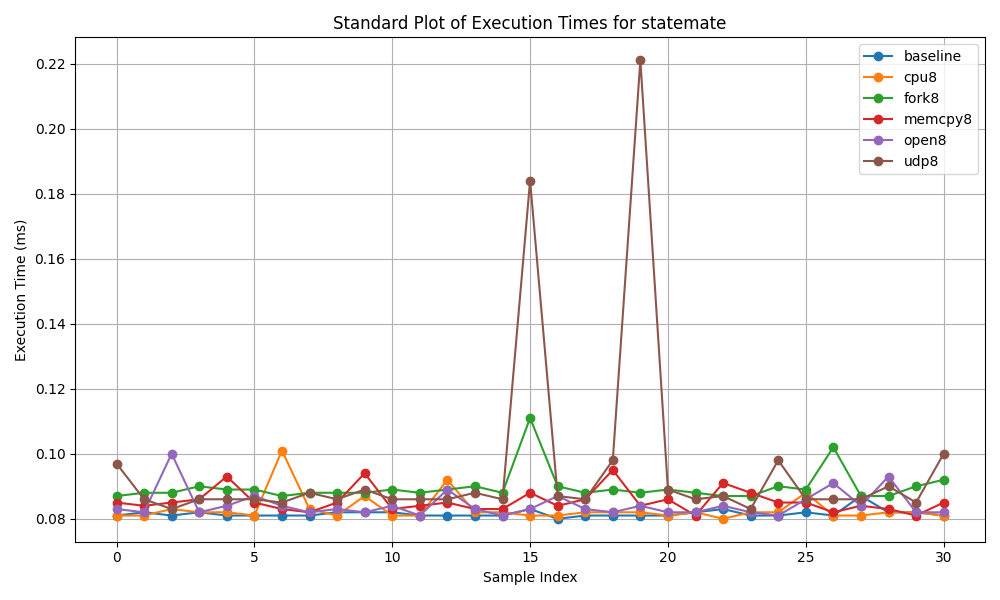 Standard Plot of Execution Times for statemate
Execution Time (ms)
0.22
0.20
0.18
0.16
0.14
0.12
0.10
0.08
baseline
cpu8
fork8
memcpy8
open8
udp8
0
5
10
15
20
25
30
Sample Index